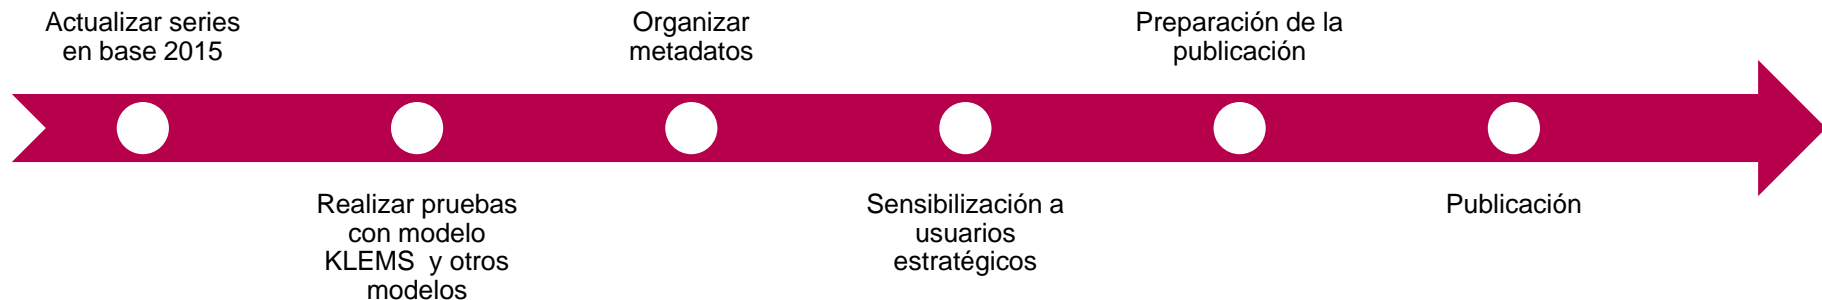 Actualizar series
en base 2015
Realizar pruebas
con modelo
KLEMS  y otros
modelos
Organizar
metadatos
Sensibilización a
usuarios
estratégicos
Preparación de la
publicación
Publicación